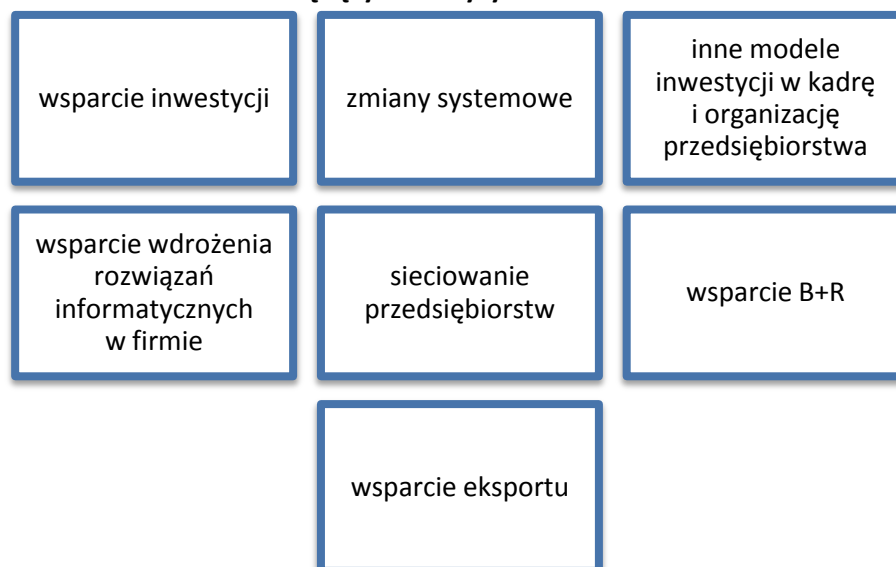 wsparcie inwestycji
zmiany systemowe
inne modele
inwestycji w kadrę
i organizację
przedsiębiorstwa
wsparcie wdrożenia
rozwiązań
informatycznych
w firmie
sieciowanie
przedsiębiorstw
wsparcie B+R
wsparcie eksportu